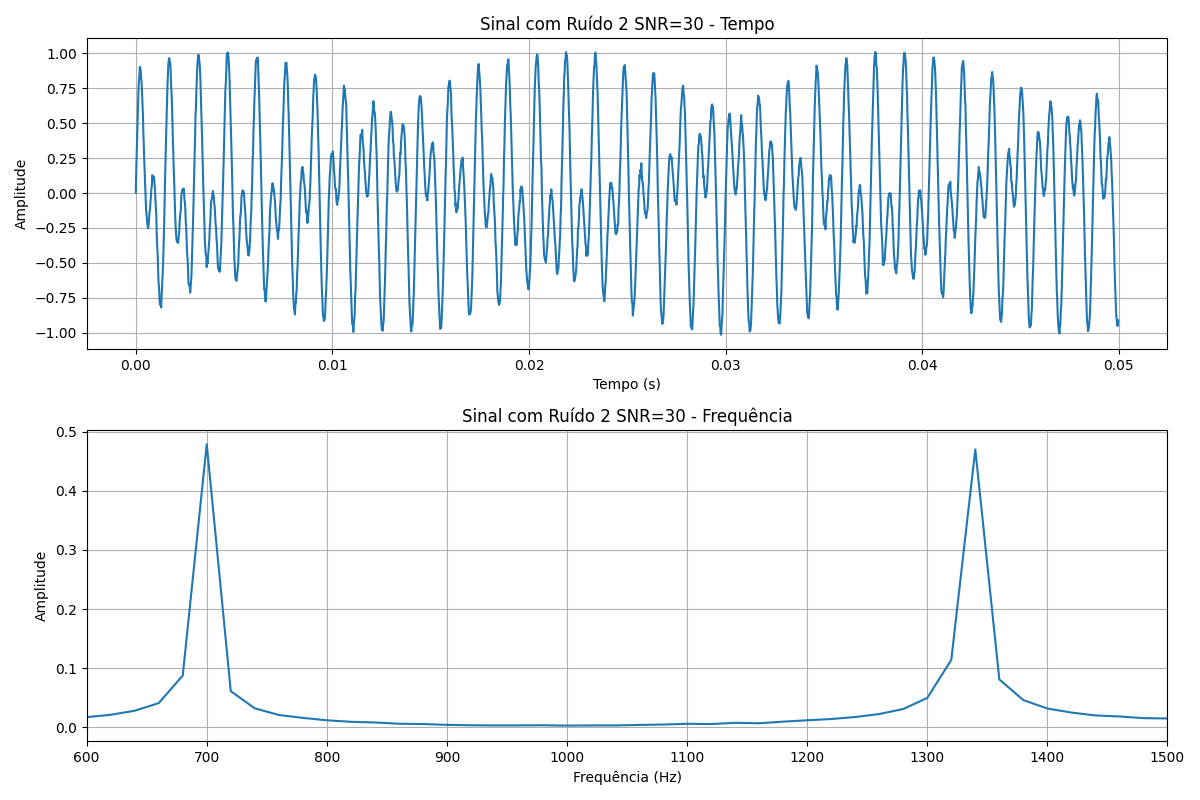 Sinal com Ruído 2 SNR=30 - Tempo
1.00
0.75
0.50
0.25
0.00
−0.25
−0.50
−0.75
−1.00
Amplitude
0.00 0.01 0.02 0.03 0.04 0.05
Tempo (s)
Sinal com Ruído 2 SNR=30 - Frequência
0.5
0.4
0.3
0.2
0.1
0.0
Amplitude
600 700 800 900 1000 1100 1200 1300 1400 1500
Frequência (Hz)